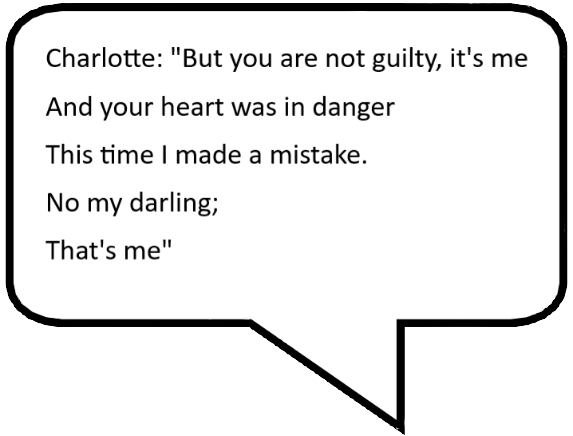 Charlotte: "But you are not guilty, it's me
And your heart was in danger
This time I made a mistake.
No my darling;
That's me"